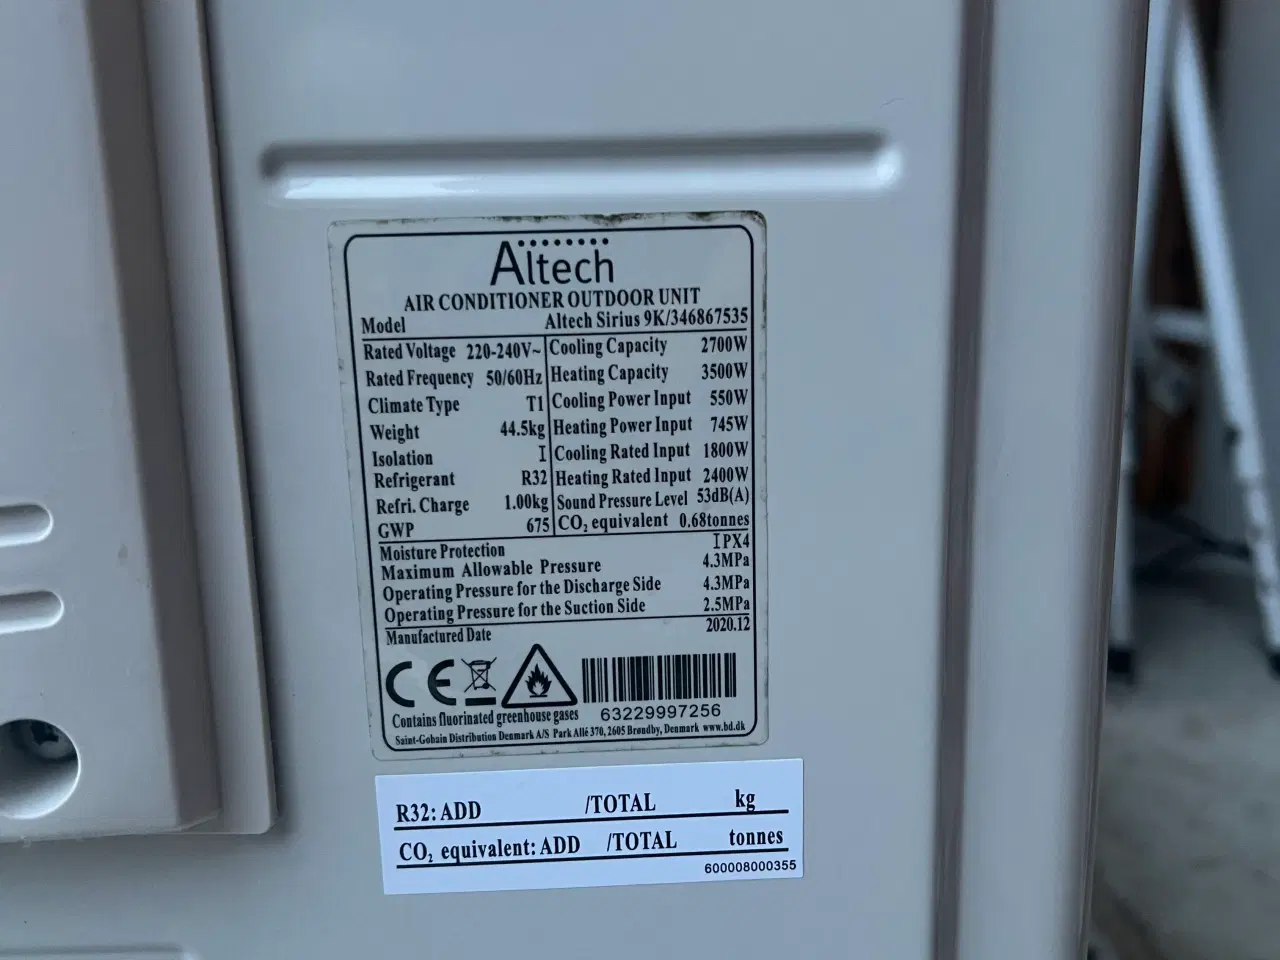 Altech
AIR CONDITIONER OUTDOOR UNIT
Model Altech Sirius 9K/346867535
Rated Voltage 220-240V~ Cooling Capacity 2700W
Rated Frequency 50/60Hz Heating Capacity 3500W
Climate Type T1 Cooling Power Input 550W
Weight 44.5kg Heating Power Input 745W
Isolation I Cooling Rated Input 1800W
Refrigerant R32 Heating Rated Input 2400W
Refri. Charge 1.00kg Sound Pressure Level 53dB(A)
GWP 675 CO₂ equivalent 0.68tonnes
Moisture Protection IPX4
Maximum Allowable Pressure 4.3MPa
Operating Pressure for the Discharge Side 4.3MPa
Operating Pressure for the Suction Side 2.5MPa
Manufactured Date 2020.12
CE
Contains fluorinated greenhouse gases 63229997256
Saint-Gobain Distribution Denmark A/S Park Allé 370, 2605 Brøndby, Denmark www.bd.dk
R32: ADD /TOTAL kg
CO₂ equivalent: ADD /TOTAL tonnes
600008000355